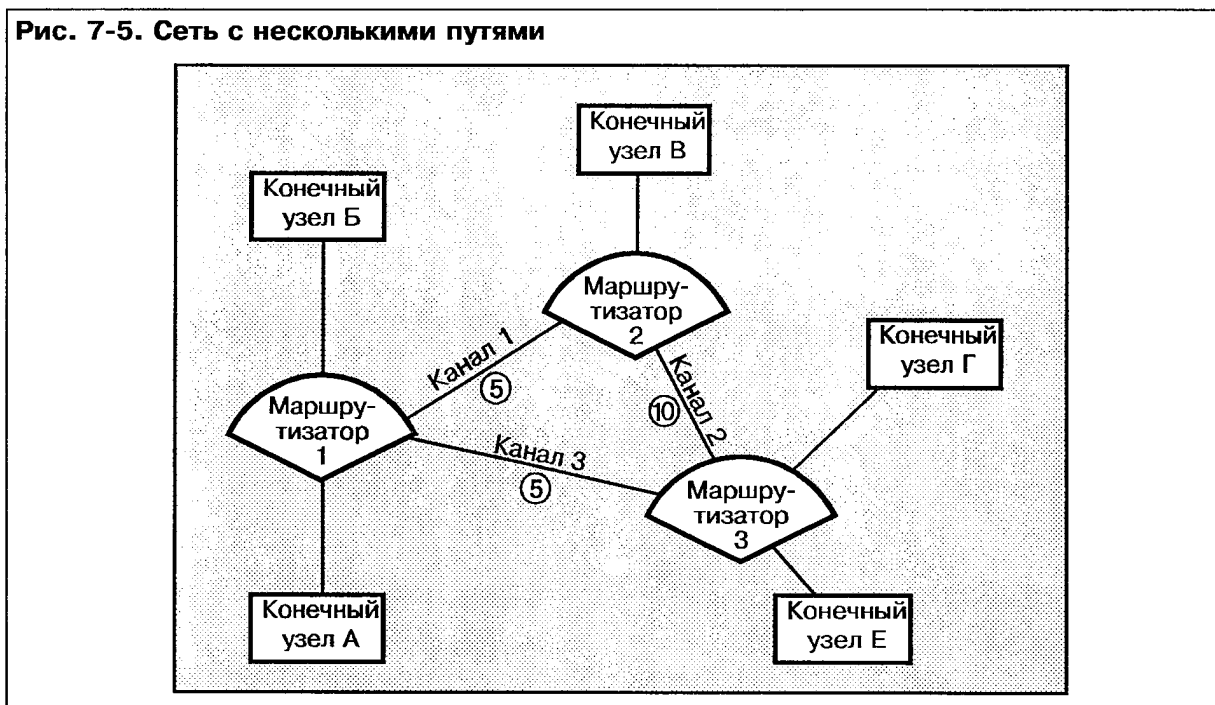 Рис. 7-5. Сеть с несколькими путями
Конечный
узел В
Конечный
узел Б
Маршру-
тизатор
2
Конечный
узел Г
Канал 1
5
Канал 2
10
Маршру-
тизатор
1
Канал 3
5
Маршру-
тизатор
3
Конечный
узел А
Конечный
узел Е